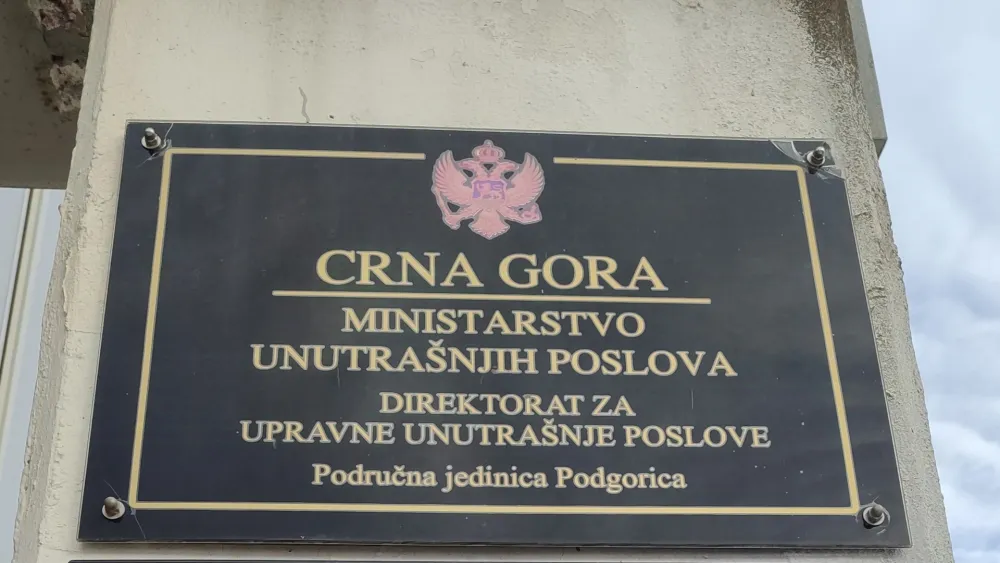 CRNA GORA
MINISTARSTVO
UNUTRAŠNJIH POSLOVA
DIREKTORAT ZA
UPRAVNE UNUTRAŠNJE POSLOVE
Područna jedinica Podgorica